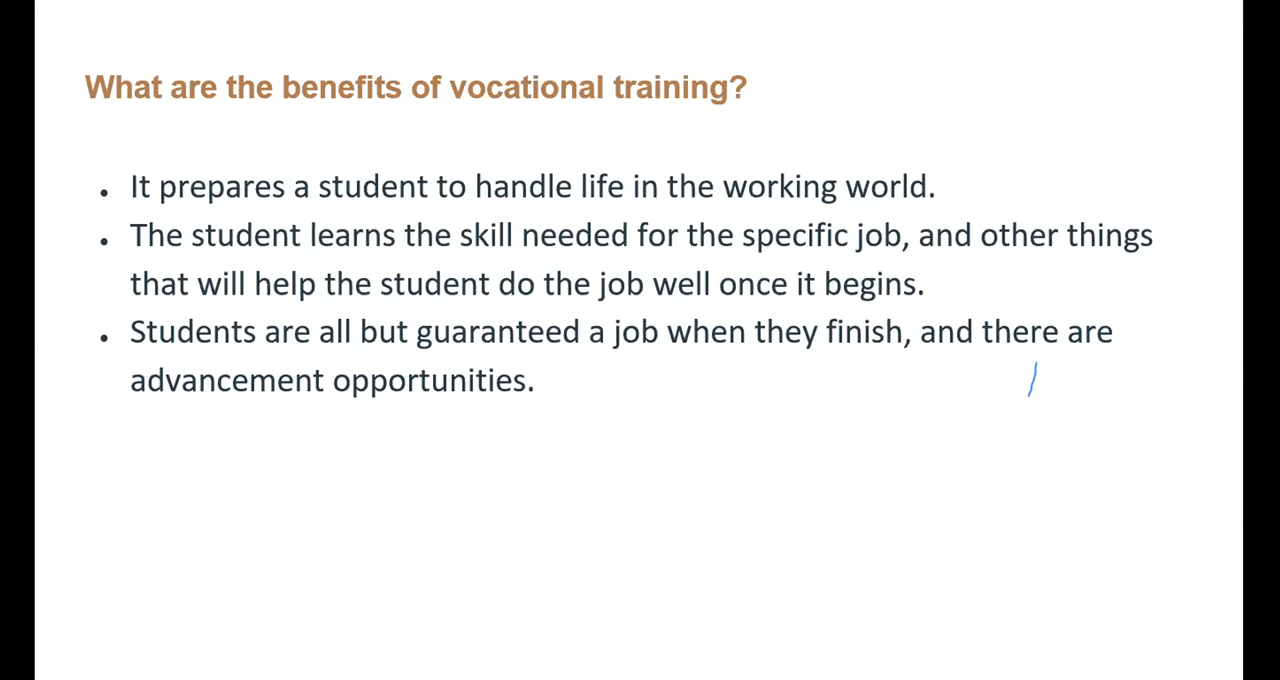 What are the benefits of vocational training?
• It prepares a student to handle life in the working world.
• The student learns the skill needed for the specific job, and other things
that will help the student do the job well once it begins.
• Students are all but guaranteed a job when they finish, and there are
advancement opportunities.